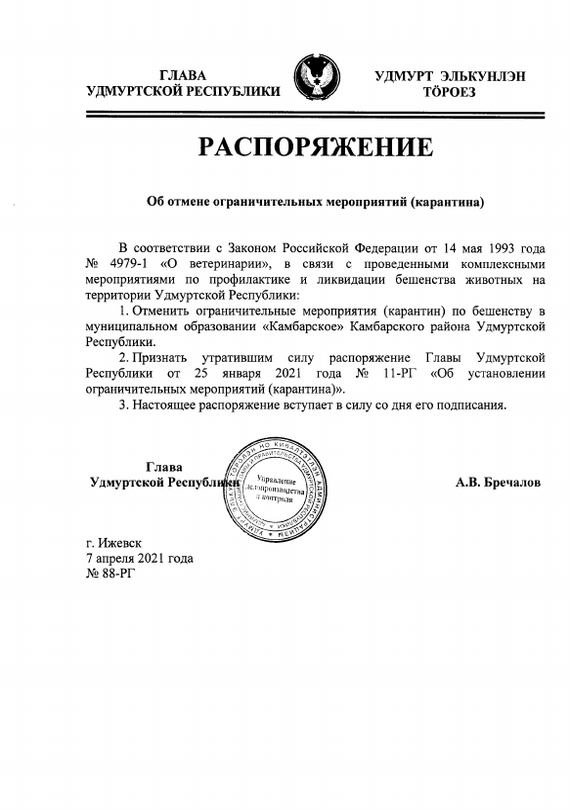 ГЛАВА
УДМУРТСКОЙ РЕСПУБЛИКИ
УДМУРТ ЭЛЬКУНЛЭН
ТӦРОЕЗ
РАСПОРЯЖЕНИЕ
Об отмене ограничительных мероприятий (карантина)
В соответствии с Законом Российской Федерации от 14 мая 1993 года
№ 4979-1 «О ветеринарии», в связи с проведенными комплексными
мероприятиями по профилактике и ликвидации бешенства животных на
территории Удмуртской Республики:
1. Отменить ограничительные мероприятия (карантин) по бешенству в
муниципальном образовании «Камбарское» Камбарского района Удмуртской
Республики.
2. Признать утратившим силу распоряжение Главы Удмуртской
Республики от 25 января 2021 года № 11-РГ «Об установлении
ограничительных мероприятий (карантина)».
3. Настоящее распоряжение вступает в силу со дня его подписания.
Глава
Удмуртской Республики
Управление
делопроизводства
и контроля
А.В. Бречалов
г. Ижевск
7 апреля 2021 года
№ 88-РГ